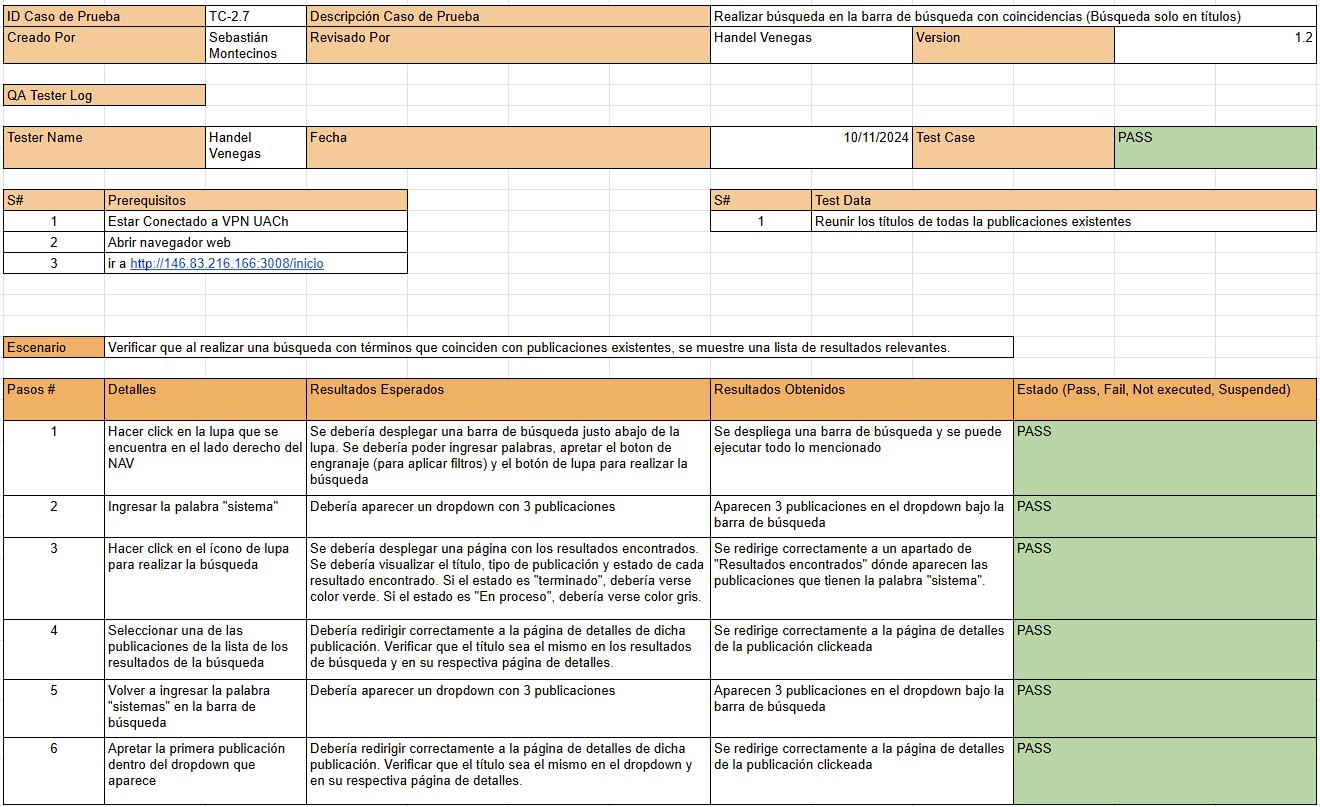 ID Caso de Prueba TC-2.7 Descripción Caso de Prueba Realizar búsqueda en la barra de búsqueda con coincidencias (Búsqueda solo en títulos)
Creado Por Sebastián Montecinos Revisado Por Handel Venegas Version 1.2
QA Tester Log
Tester Name Handel Venegas Fecha 10/11/2024 Test Case PASS
S# Prerequisitos
1 Estar Conectado a VPN UACh
2 Abrir navegador web
3 ir a http://146.83.216.166:3008/inicio
S# Test Data
1 Reunir los títulos de todas la publicaciones existentes
Escenario Verificar que al realizar una búsqueda con términos que coinciden con publicaciones existentes, se muestre una lista de resultados relevantes.
Pasos # Detalles Resultados Esperados Resultados Obtenidos Estado (Pass, Fail, Not executed, Suspended)
1
Hacer click en la lupa que se
encuentra en el lado derecho del
NAV
Se debería desplegar una barra de búsqueda justo abajo de la
lupa. Se debería poder ingresar palabras, apretar el boton de
engranaje (para aplicar filtros) y el botón de lupa para realizar la
búsqueda
Se despliega una barra de búsqueda y se puede
ejecutar todo lo mencionado
PASS
2
Ingresar la palabra "sistema"
Debería aparecer un dropdown con 3 publicaciones
Aparecen 3 publicaciones en el dropdown bajo la
barra de búsqueda
PASS
3
Hacer click en el ícono de lupa
para realizar la búsqueda
Se debería desplegar una página con los resultados encontrados.
Se debería visualizar el título, tipo de publicación y estado de cada
resultado encontrado. Si el estado es "terminado", debería verse
color verde. Si el estado es "En proceso", debería verse color gris.
Se redirige correctamente a un apartado de
"Resultados encontrados" dónde aparecen las
publicaciones que tienen la palabra "sistema".
PASS
4
Seleccionar una de las
publicaciones de la lista de los
resultados de la búsqueda
Debería redirigir correctamente a la página de detalles de dicha
publicación. Verificar que el título sea el mismo en los resultados
de búsqueda y en su respectiva página de detalles.
Se redirige correctamente a la página de detalles
de la publicación clickeada
PASS
5
Volver a ingresar la palabra
"sistemas" en la barra de
búsqueda
Debería aparecer un dropdown con 3 publicaciones
Aparecen 3 publicaciones en el dropdown bajo la
barra de búsqueda
PASS
6
Apretar la primera publicación
dentro del dropdown que
aparece
Debería redirigir correctamente a la página de detalles de dicha
publicación. Verificar que el título sea el mismo en el dropdown y
en su respectiva página de detalles.
Se redirige correctamente a la página de detalles
de la publicación clickeada
PASS